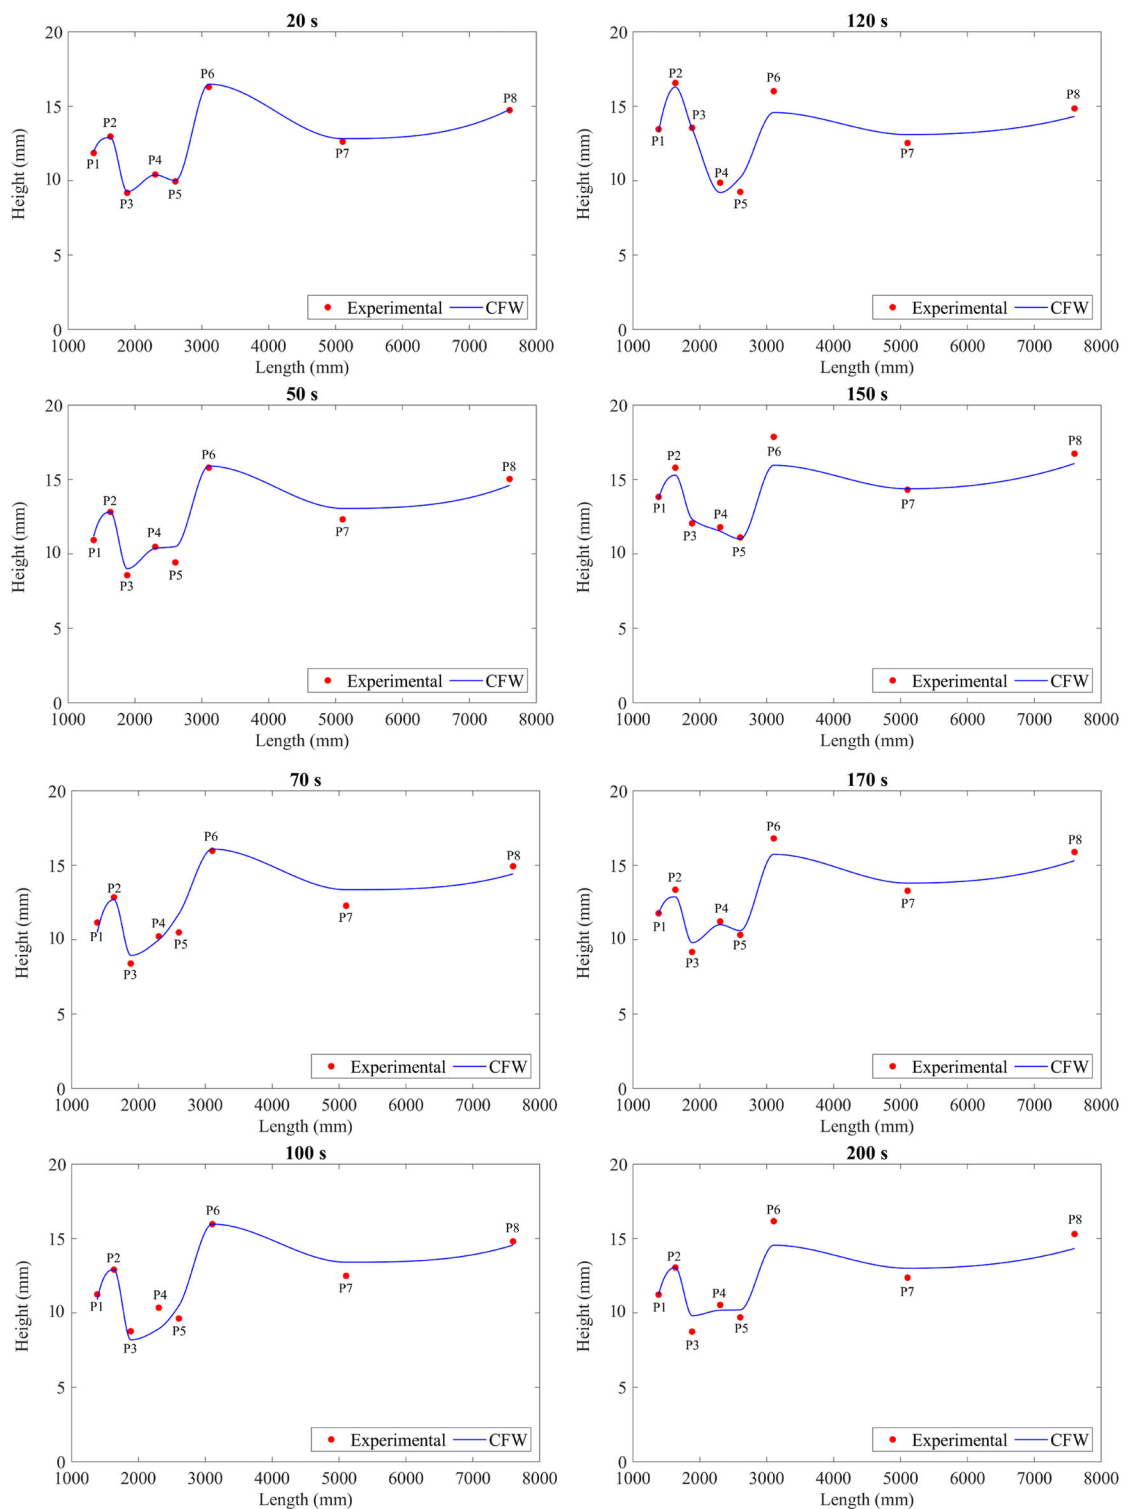 20 s
20
15
10
5
0
Height (mm)
P1
P2
P3
P4
P5
P6
P7
P8
Experimental
CFW
1000 2000 3000 4000 5000 6000 7000 8000
Length (mm)
120 s
20
15
10
5
0
Height (mm)
P1
P2
P3
P4
P5
P6
P7
P8
Experimental
CFW
1000 2000 3000 4000 5000 6000 7000 8000
Length (mm)
50 s
20
15
10
5
0
Height (mm)
P1
P2
P3
P4
P5
P6
P7
P8
Experimental
CFW
1000 2000 3000 4000 5000 6000 7000 8000
Length (mm)
150 s
20
15
10
5
0
Height (mm)
P1
P2
P3
P4
P5
P6
P7
P8
Experimental
CFW
1000 2000 3000 4000 5000 6000 7000 8000
Length (mm)
70 s
20
15
10
5
0
Height (mm)
P1
P2
P3
P4
P5
P6
P7
P8
Experimental
CFW
1000 2000 3000 4000 5000 6000 7000 8000
Length (mm)
170 s
20
15
10
5
0
Height (mm)
P1
P2
P3
P4
P5
P6
P7
P8
Experimental
CFW
1000 2000 3000 4000 5000 6000 7000 8000
Length (mm)
100 s
20
15
10
5
0
Height (mm)
P1
P2
P3
P4
P5
P6
P7
P8
Experimental
CFW
1000 2000 3000 4000 5000 6000 7000 8000
Length (mm)
200 s
20
15
10
5
0
Height (mm)
P1
P2
P3
P4
P5
P6
P7
P8
Experimental
CFW
1000 2000 3000 4000 5000 6000 7000 8000
Length (mm)